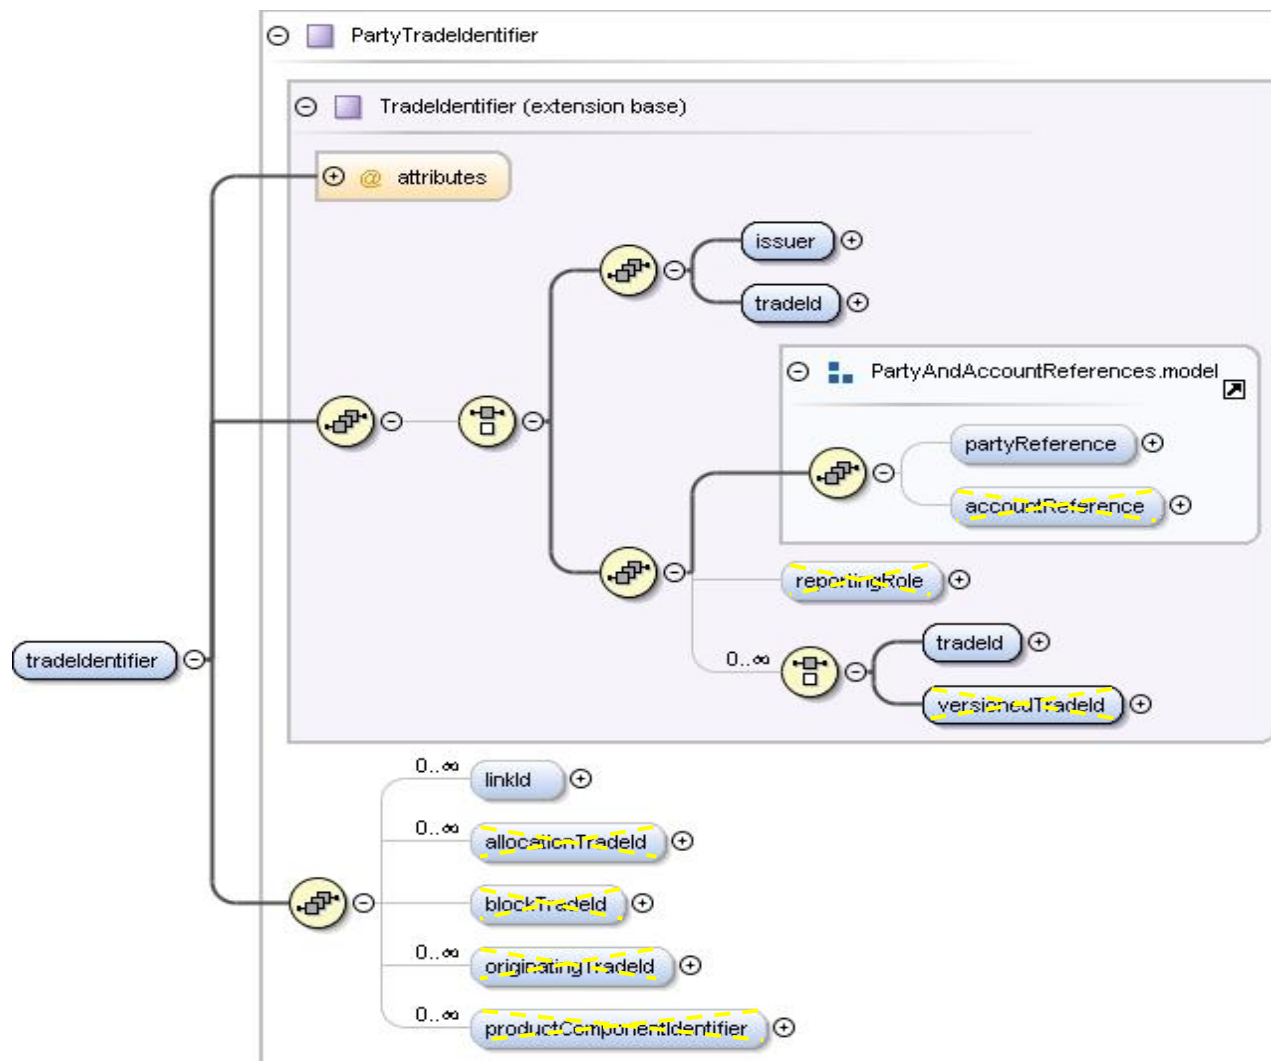 PartyTradeIdentifier
TradeIdentifier (extension base)
@ attributes
issuer
tradeId
PartyAndAccountReferences.model
partyReference
accountReference
reportingRole
tradeIdentifier
0..∞
tradeId
versionedTradeId
0..∞
linkId
0..∞
allocationTradeId
0..∞
blockTradeId
0..∞
originatingTradeId
0..∞
productComponentIdentifier